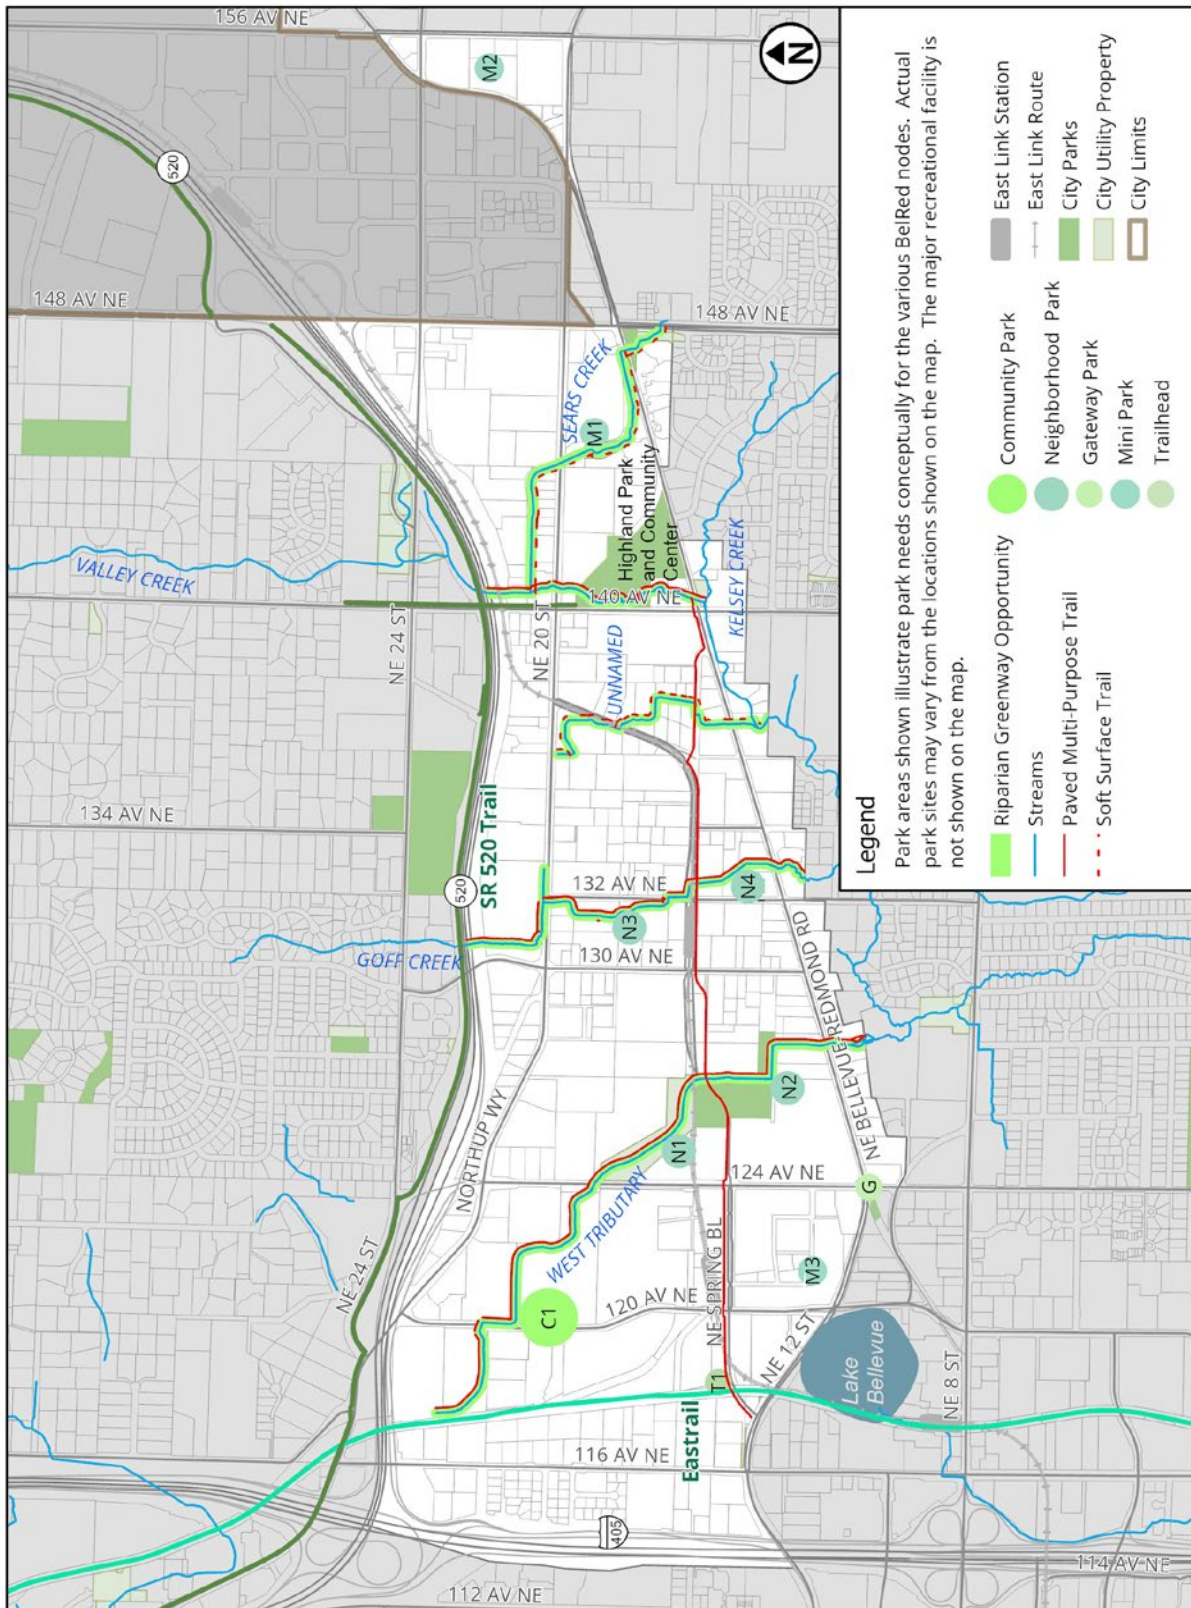 156 AV NE
M2
N
520
148 AV NE
148 AV NE
SEARS CREEK
M1
Highland Park
and Community
Center
VALLEY CREEK
NE 24 ST
NE 20 ST
140 AV NE
KELSEY CREEK
UNNAMED
134 AV NE
SR 520 Trail
520
132 AV NE
N4
N3
GOFF CREEK
130 AV NE
NE BELLEVUE-REDMOND RD
NORTHUP WY
N2
N1
124 AV NE
G
WEST TRIBUTARY
NE 24 ST
C1
120 AV NE
NE SPRING BL
M3
NE 12 ST
T1
Lake
Bellevue
NE 8 ST
Eastrail
116 AV NE
405
114 AV NE
112 AV NE
Legend
Park areas shown illustrate park needs conceptually for the various BelRed nodes. Actual
park sites may vary from the locations shown on the map. The major recreational facility is
not shown on the map.
Riparian Greenway Opportunity
Streams
Paved Multi-Purpose Trail
Soft Surface Trail
Community Park
Neighborhood Park
Gateway Park
Mini Park
Trailhead
East Link Station
East Link Route
City Parks
City Utility Property
City Limits